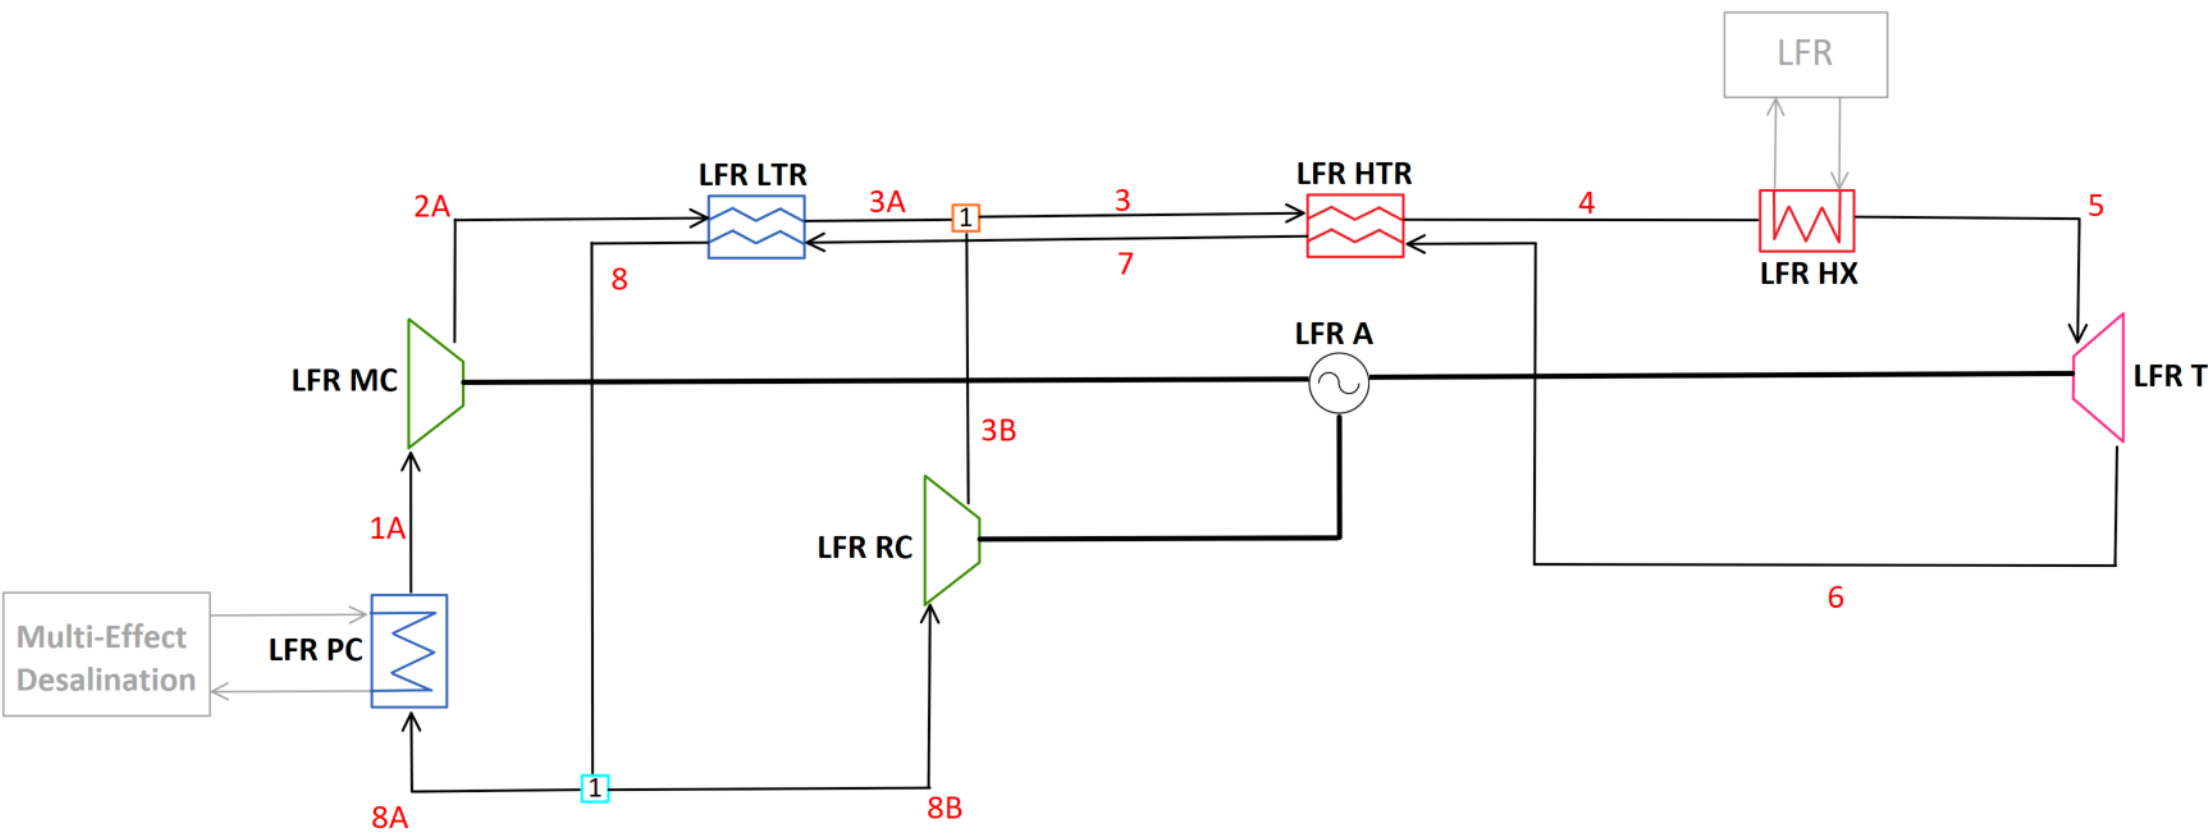 LFR
LFR LTR
LFR HTR
2A
3A
1
3
4
5
8
7
LFR HX
LFR MC
LFR A
LFR T
3B
1A
LFR RC
6
Multi-Effect
Desalination
LFR PC
1
8A
8B